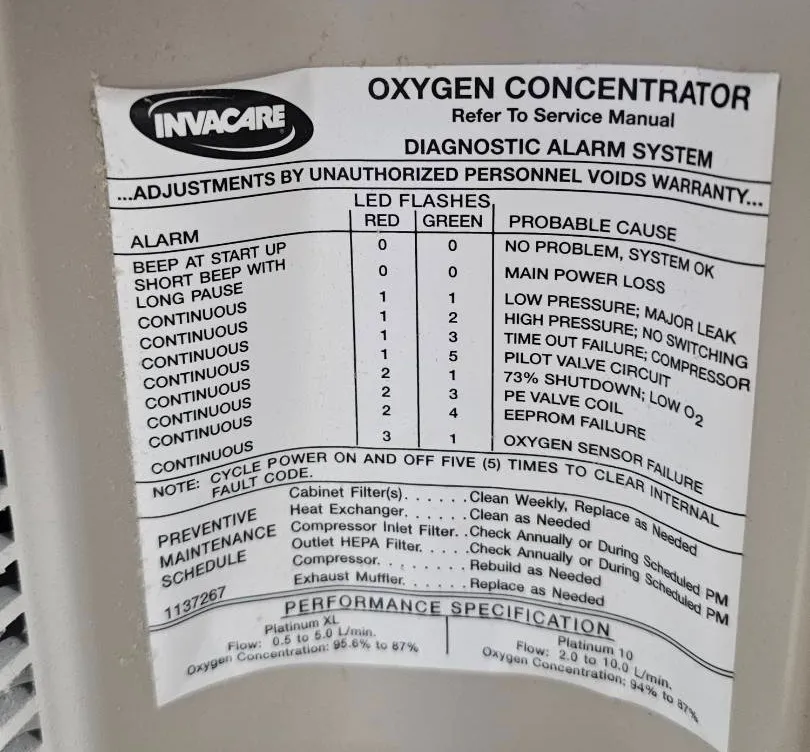 INVACARE
OXYGEN CONCENTRATOR
Refer To Service Manual
DIAGNOSTIC ALARM SYSTEM
...ADJUSTMENTS BY UNAUTHORIZED PERSONNEL VOIDS WARRANTY...
LED FLASHES
ALARM RED GREEN PROBABLE CAUSE
BEEP AT START UP 0 0 NO PROBLEM, SYSTEM OK
SHORT BEEP WITH 0 0 MAIN POWER LOSS
LONG PAUSE
CONTINUOUS 1 1 LOW PRESSURE; MAJOR LEAK
CONTINUOUS 1 2 HIGH PRESSURE; NO SWITCHING
CONTINUOUS 1 3 TIME OUT FAILURE; COMPRESSOR
CONTINUOUS 1 5 PILOT VALVE CIRCUIT
CONTINUOUS 2 1 73% SHUTDOWN; LOW O2
CONTINUOUS 2 3 PE VALVE COIL
CONTINUOUS 2 4 EEPROM FAILURE
CONTINUOUS 3 1 OXYGEN SENSOR FAILURE
NOTE: CYCLE POWER ON AND OFF FIVE (5) TIMES TO CLEAR INTERNAL
FAULT CODE.
PREVENTIVE
MAINTENANCE
SCHEDULE
Cabinet Filter(s). . . . . . Clean Weekly, Replace as Needed
Heat Exchanger. . . . . . . Clean as Needed
Compressor Inlet Filter. . Check Annually or During Scheduled PM
Outlet HEPA Filter. . . . . Check Annually or During Scheduled PM
Compressor. . . . . . . . . Rebuild as Needed
Exhaust Muffler. . . . . . Replace as Needed
1137267
PERFORMANCE SPECIFICATION
Platinum XL
Flow: 0.5 to 5.0 L/min.
Oxygen Concentration: 95.6% to 87%
Platinum 10
Flow: 2.0 to 10.0 L/min.
Oxygen Concentration: 94% to 87%